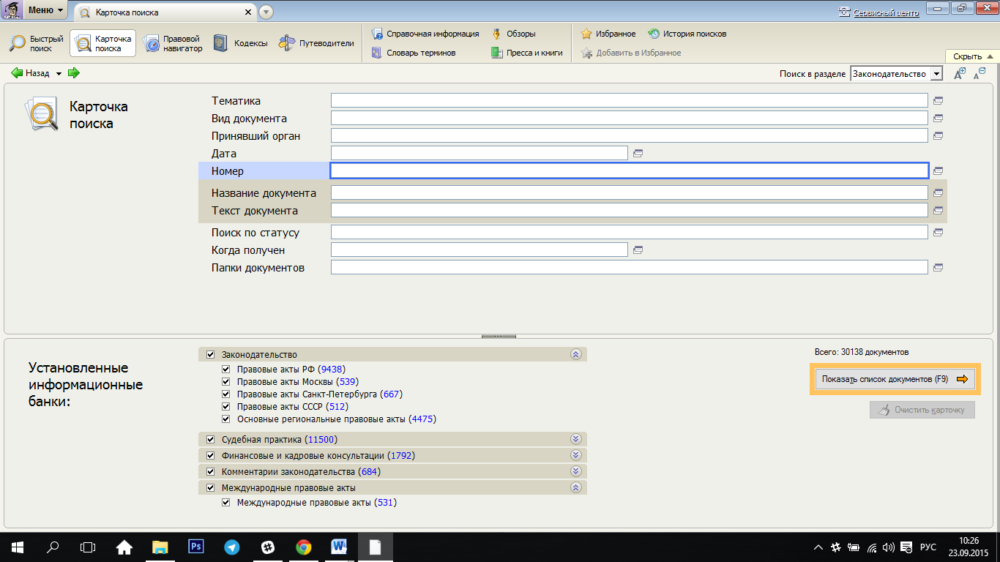 Меню
Карточка поиска
Сервисный центр
Быстрый
поиск
Карточка
поиска
Правовой
навигатор
Кодексы
Путеводители
Справочная информация
Словарь терминов
Обзоры
Пресса и книги
Избранное
История поисков
Добавить в Избранное
Скрыть
Назад
Поиск в разделе
Законодательство
Карточка
поиска
Тематика
Вид документа
Принявший орган
Дата
Номер
Название документа
Текст документа
Поиск по статусу
Когда получен
Папки документов
Установленные
информационные
банки:
Законодательство
Правовые акты РФ (9438)
Правовые акты Москвы (539)
Правовые акты Санкт-Петербурга (667)
Правовые акты СССР (512)
Основные региональные правовые акты (4475)
Судебная практика (11500)
Финансовые и кадровые консультации (1792)
Комментарии законодательства (684)
Международные правовые акты
Международные правовые акты (531)
Всего: 30138 документов
Показать список документов (F9)
Очистить карточку
Ps
W
РУС
10:26
23.09.2015